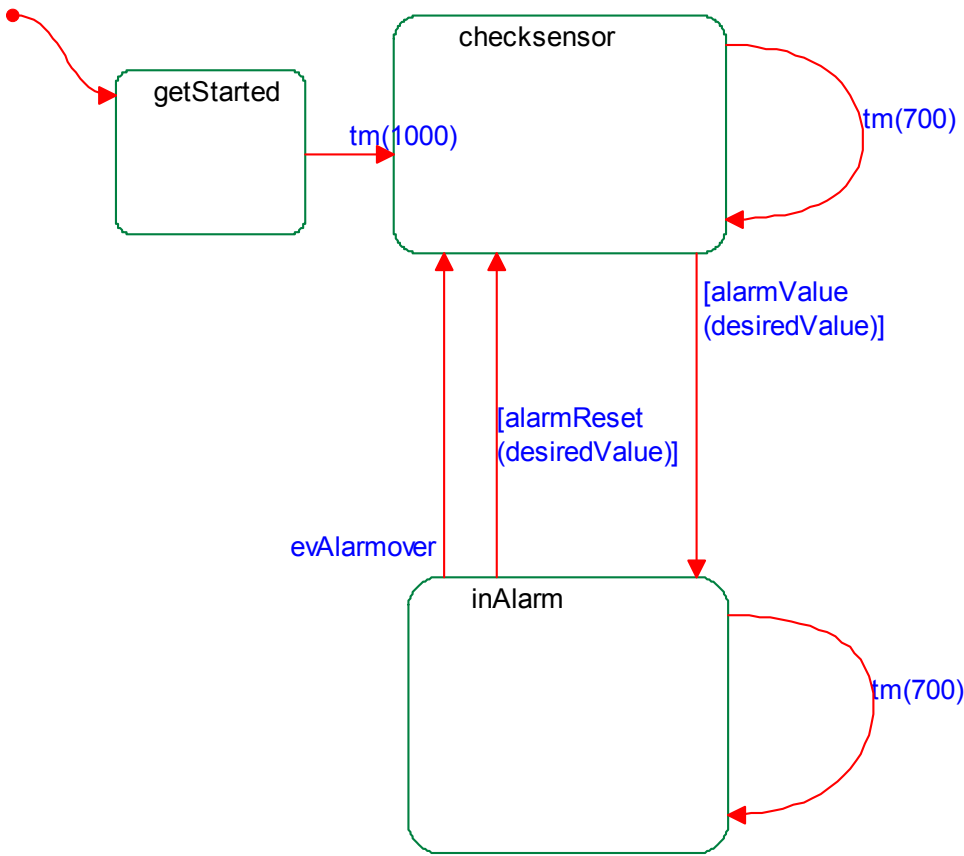 checksensor
getStarted
tm(1000)
tm(700)
[alarmValue
(desiredValue)]
[alarmReset
(desiredValue)]
evAlarmover
inAlarm
tm(700)